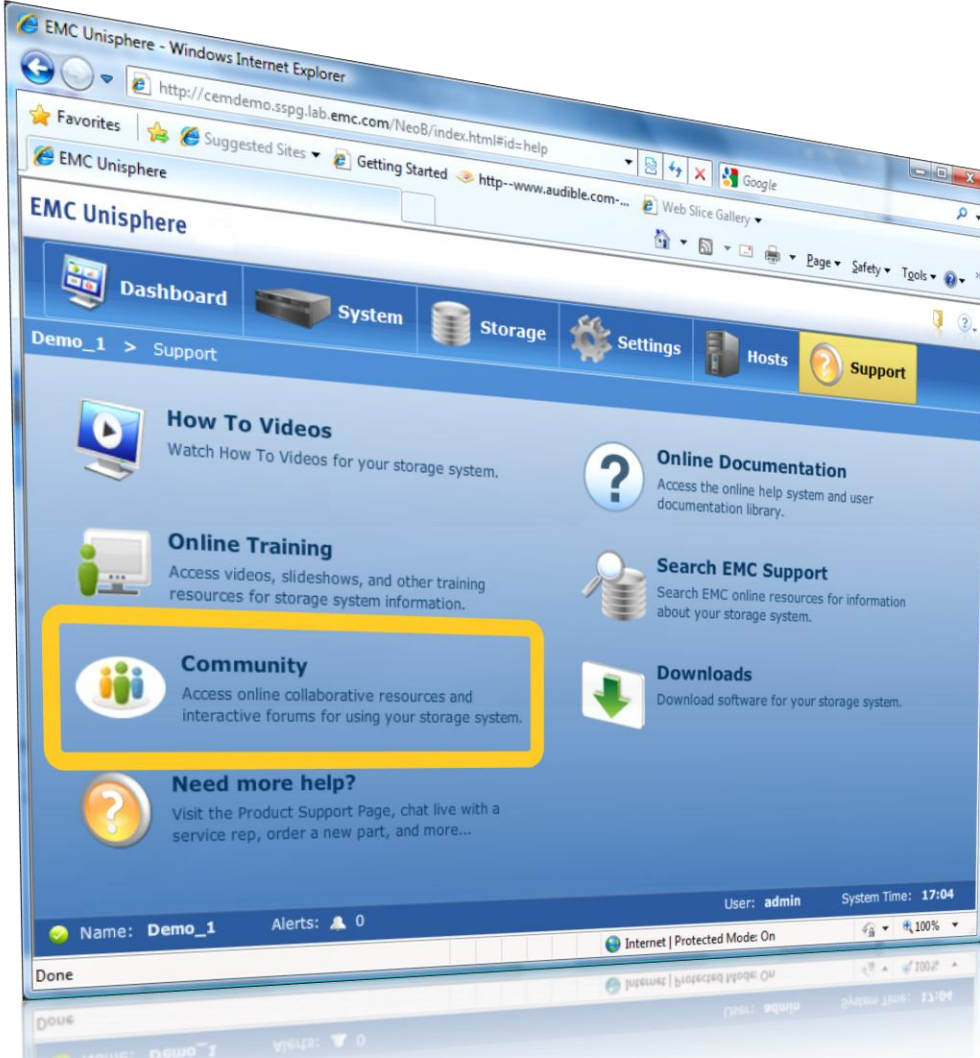 EMC Unisphere - Windows Internet Explorer
http://cemdemo.sspg.lab.emc.com/NeoB/index.html#id=help
Google
Favorites
Suggested Sites
Getting Started
http--www.audible.com-...
Web Slice Gallery
EMC Unisphere
Page
Safety
Tools
EMC Unisphere
Dashboard
System
Storage
Settings
Hosts
Support
Demo_1 > Support
How To Videos
Watch How To Videos for your storage system.
Online Documentation
Access the online help system and user
documentation library.
Online Training
Access videos, slideshows, and other training
resources for storage system information.
Search EMC Support
Search EMC online resources for information
about your storage system.
Community
Access online collaborative resources and
interactive forums for using your storage system.
Downloads
Download software for your storage system.
Need more help?
Visit the Product Support Page, chat live with a
service rep, order a new part, and more...
Name: Demo_1
Alerts: 0
User: admin
System Time: 17:04
Done
Internet | Protected Mode: On
100%